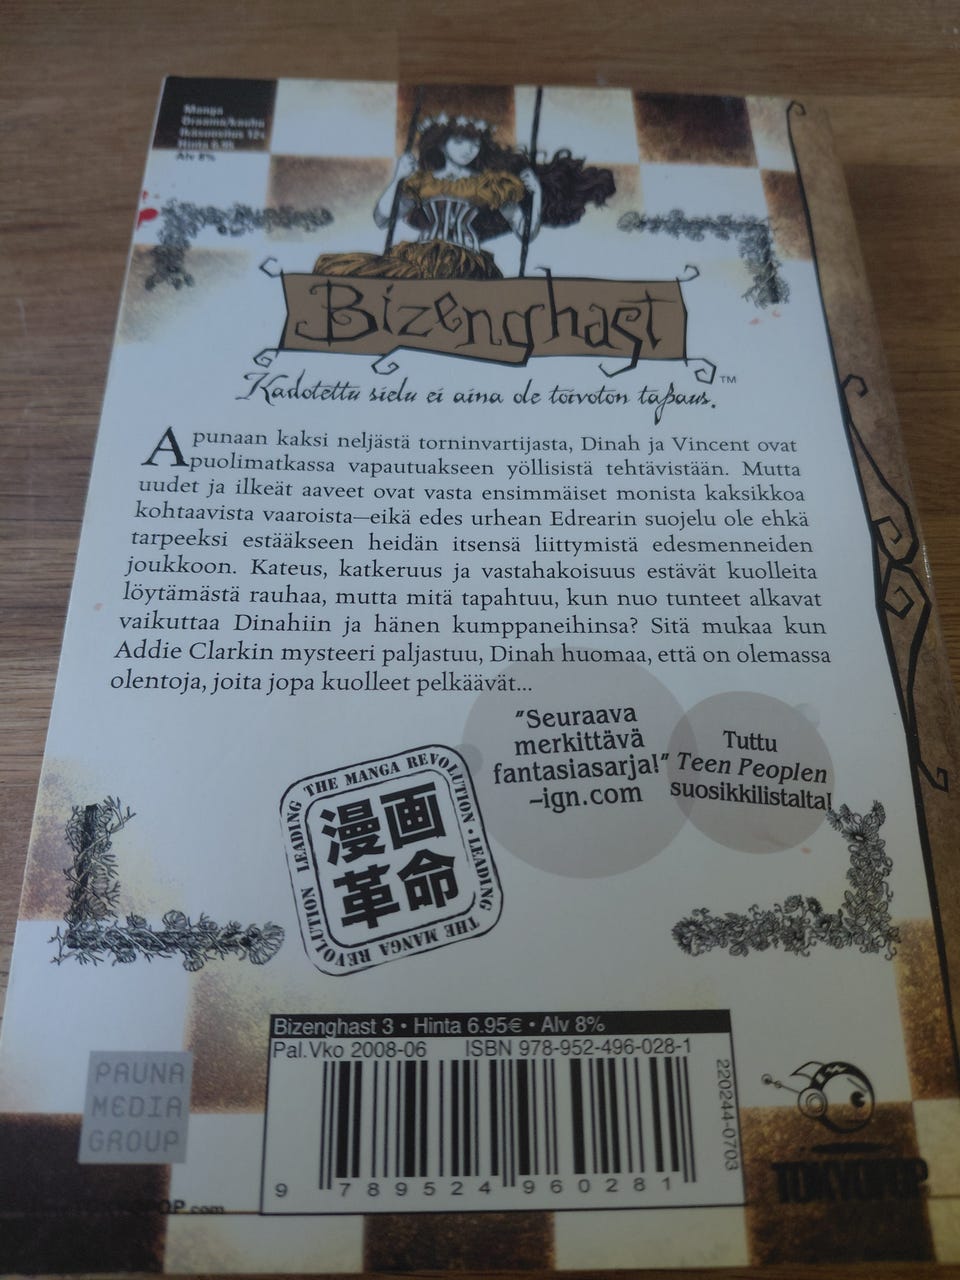 Manga
Draama/kauhu
Ikäsuositus 12+
Hinta 6.95
Alv 8%
Bizenghast
™
Kadotettu sielu ei aina ole toivoton tapaus.
Apunaan kaksi neljästä torninvartijasta, Dinah ja Vincent ovat
puolimatkassa vapautuakseen yöllisistä tehtävistään. Mutta
uudet ja ilkeät aaveet ovat vasta ensimmäiset monista kaksikkoa
kohtaavista vaaroista—eikä edes urhean Edrearin suojelu ole ehkä
tarpeeksi estääkseen heidän itsensä liittymistä edesmenneiden
joukkoon. Kateus, katkeruus ja vastahakoisuus estävät kuolleita
löytämästä rauhaa, mutta mitä tapahtuu, kun nuo tunteet alkavat
vaikuttaa Dinahiin ja hänen kumppaneihinsa? Sitä mukaa kun
Addie Clarkin mysteeri paljastuu, Dinah huomaa, että on olemassa
olentoja, joita jopa kuolleet pelkäävät...
"Seuraava
merkittävä
fantasiasarja!"
–ign.com
Tuttu
Teen Peoplen
suosikkilistalta!
LEADING THE MANGA REVOLUTION • LEADING THE MANGA REVOLUTION
漫画
革命
Bizenghast 3 • Hinta 6.95€ • Alv 8%
Pal.Vko 2008-06 ISBN 978-952-496-028-1
220244-0703
9 789524 960281
PAUNA
MEDIA
GROUP
TOKYOPOP
TOKYOPOP.com